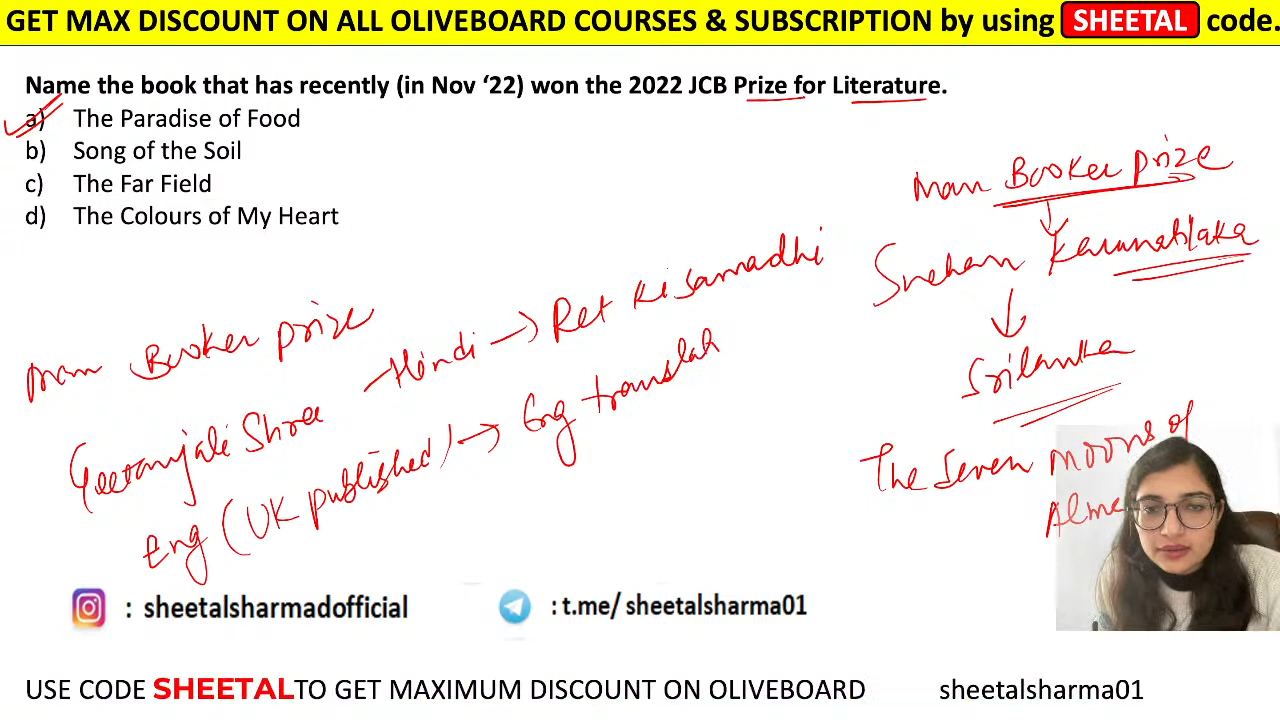 GET MAX DISCOUNT ON ALL OLIVEBOARD COURSES & SUBSCRIPTION by using SHEETAL code.
Name the book that has recently (in Nov ‘22) won the 2022 JCB Prize for Literature.
a) The Paradise of Food
b) Song of the Soil
c) The Far Field
d) The Colours of My Heart
Man Booker prize
Karunatilaka
Srilanka
The Seven Moons of
Alme
Man Booker prize
Geetanjali Shree
Hindi → Ret ki samadhi
Eng (UK published) → Eng
: sheetalsharmadofficial
: t.me/ sheetalsharma01
USE CODE SHEETAL TO GET MAXIMUM DISCOUNT ON OLIVEBOARD
sheetalsharma01